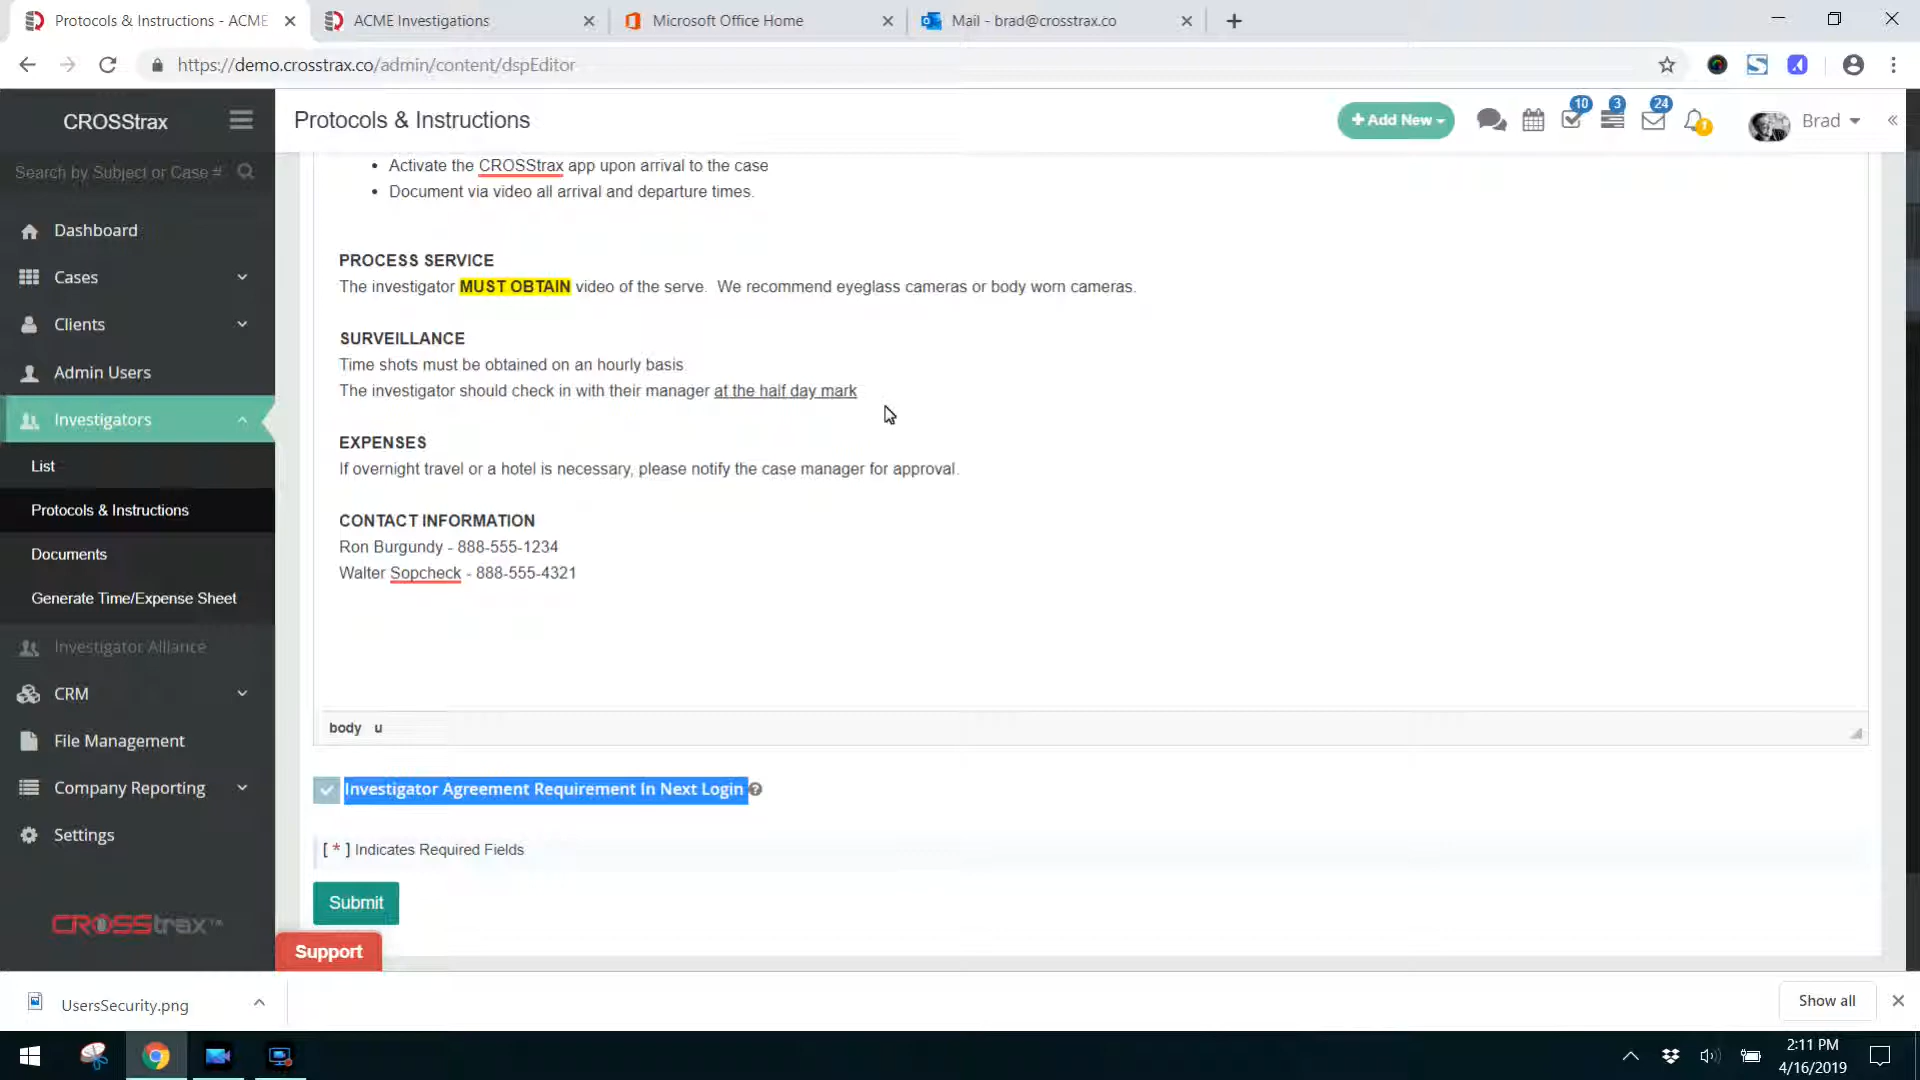 Protocols & Instructions - ACME
ACME Investigations
Microsoft Office Home
Mail - brad@crosstrax.co
https://demo.crosstrax.co/admin/content/dspEditor
CROSStrax
Protocols & Instructions
+ Add New
10
3
24
1
Brad
Search by Subject or Case #
Dashboard
Cases
Clients
Admin Users
Investigators
List
Protocols & Instructions
Documents
Generate Time/Expense Sheet
Investigator Alliance
CRM
File Management
Company Reporting
Settings
CROSStrax™
Support
• Activate the CROSStrax app upon arrival to the case
• Document via video all arrival and departure times.
PROCESS SERVICE
The investigator MUST OBTAIN video of the serve. We recommend eyeglass cameras or body worn cameras.
SURVEILLANCE
Time shots must be obtained on an hourly basis.
The investigator should check in with their manager at the half day mark
EXPENSES
If overnight travel or a hotel is necessary, please notify the case manager for approval.
CONTACT INFORMATION
Ron Burgundy - 888-555-1234
Walter Sopcheck - 888-555-4321
body u
Investigator Agreement Requirement In Next Login
[ * ] Indicates Required Fields
Submit
UsersSecurity.png
Show all
2:11 PM
4/16/2019